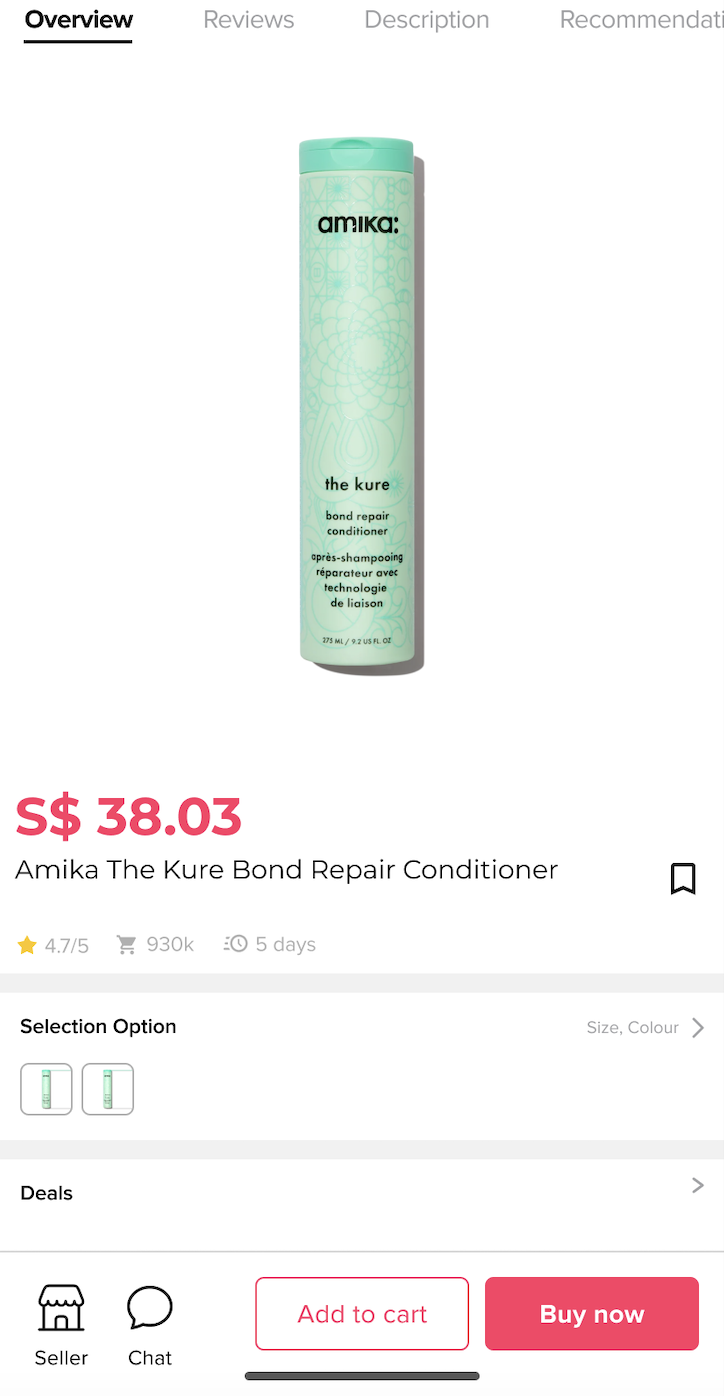 Overview Reviews Description Recommendati
amika:
the kure
bond repair
conditioner
après-shampooing
réparateur avec
technologie
de liaison
275 ML / 9.2 US FL. OZ
S$ 38.03
Amika The Kure Bond Repair Conditioner
4.7/5 930k 5 days
Selection Option Size, Colour
Deals
Add to cart Buy now
Seller Chat